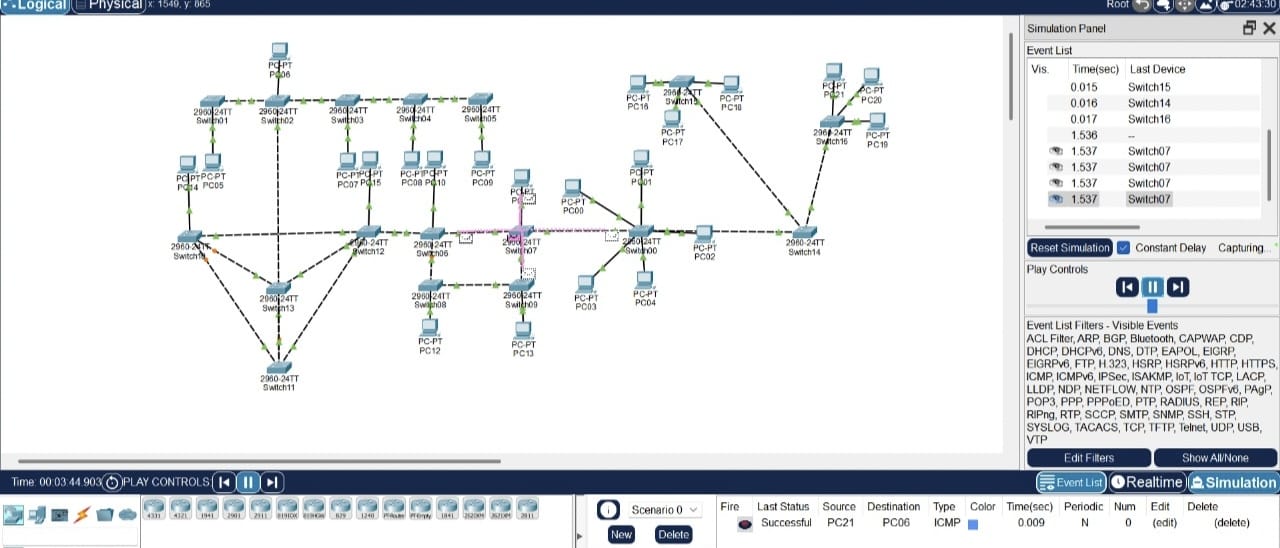 Logical Physical x: 1549, y: 865 Root 02:43:30
Simulation Panel
Event List
Vis. Time(sec) Last Device
0.015 Switch15
0.016 Switch14
0.017 Switch16
1.536 --
1.537 Switch07
1.537 Switch07
1.537 Switch07
1.537 Switch07
Reset Simulation Constant Delay Capturing...
Play Controls
Event List Filters - Visible Events
ACL Filter, ARP, BGP, Bluetooth, CAPWAP, CDP,
DHCP, DHCPv6, DNS, DTP, EAPOL, EIGRP,
EIGRPv6, FTP, H.323, HSRP, HSRPv6, HTTP, HTTPS,
ICMP, ICMPv6, IPSec, ISAKMP, IoT, IoT TCP, LACP,
LLDP, NDP, NETFLOW, NTP, OSPF, OSPFv6, PAgP,
POP3, PPP, PPPoED, PTP, RADIUS, REP, RIP,
RIPng, RTP, SCCP, SMTP, SNMP, SSH, STP,
SYSLOG, TACACS, TCP, TFTP, Telnet, UDP, USB,
VTP
Edit Filters Show All/None
PC-PT
PC06
2960-24TT
Switch01
2960-24TT
Switch02
2960-24TT
Switch03
2960-24TT
Switch04
2960-24TT
Switch05
PC-PT
PC14
PC-PT
PC05
PC-PT
PC07
PC-PT
PC15
PC-PT
PC08
PC-PT
PC10
PC-PT
PC09
PC-PT
PC-PT
PC00
PC-PT
PC01
PC-PT
PC16
2960-24TT
Switch15
PC-PT
PC18
PC-PT
PC17
PC-PT
PC21
PC-PT
PC20
2960-24TT
Switch16
PC-PT
PC19
2960-24TT
2960-24TT
Switch12
2960-24TT
Switch06
2960-24TT
Switch07
2960-24TT
Switch00
PC-PT
PC02
2960-24TT
Switch14
2960-24TT
Switch13
2960-24TT
Switch08
2960-24TT
Switch09
PC-PT
PC03
PC-PT
PC04
PC-PT
PC12
PC-PT
PC13
2960-24TT
Switch11
Time: 00:03:44.903 PLAY CONTROLS: Event List Realtime Simulation
4331 4321 1941 2901 2911 819IOX 819HGW 829 1240 PT-Router PT-Empty 1841 2620XM 2621XM 2811
Scenario 0
New Delete
Fire Last Status Source Destination Type Color Time(sec) Periodic Num Edit Delete
Successful PC21 PC06 ICMP 0.009 N 0 (edit) (delete)